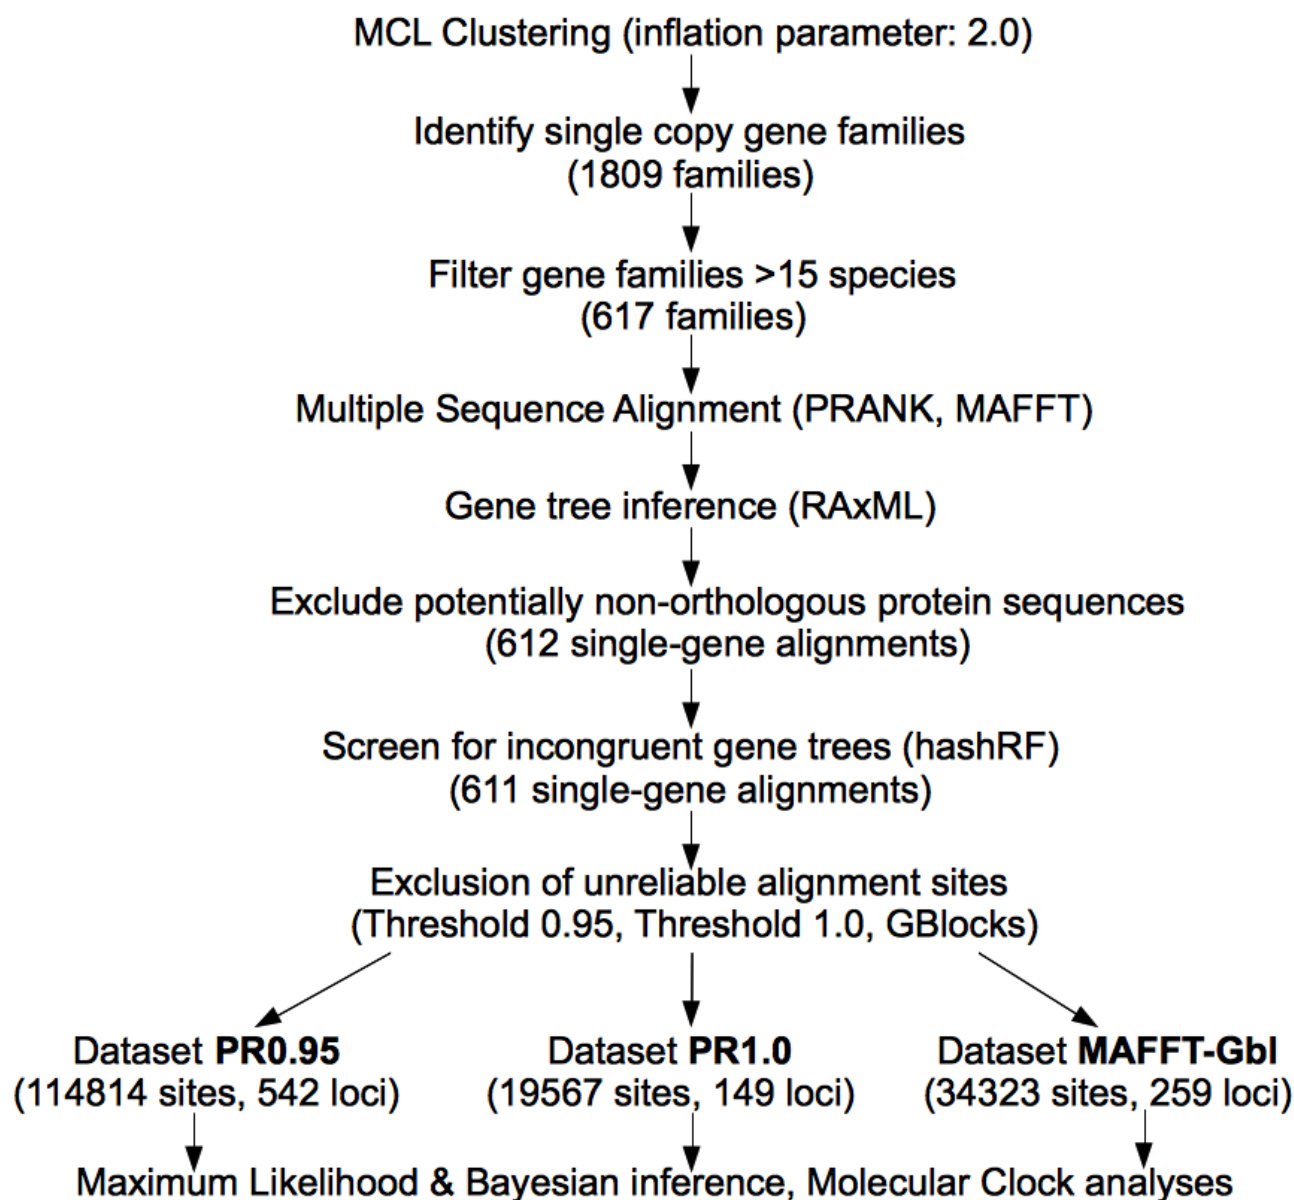 MCL Clustering (inflation parameter: 2.0)
Identify single copy gene families
(1809 families)
Filter gene families >15 species
(617 families)
Multiple Sequence Alignment (PRANK, MAFFT)
Gene tree inference (RAxML)
Exclude potentially non-orthologous protein sequences
(612 single-gene alignments)
Screen for incongruent gene trees (hashRF)
(611 single-gene alignments)
Exclusion of unreliable alignment sites
(Threshold 0.95, Threshold 1.0, GBlocks)
Dataset PR0.95
(114814 sites, 542 loci)
Dataset PR1.0
(19567 sites, 149 loci)
Dataset MAFFT-Gbl
(34323 sites, 259 loci)
Maximum Likelihood & Bayesian inference, Molecular Clock analyses